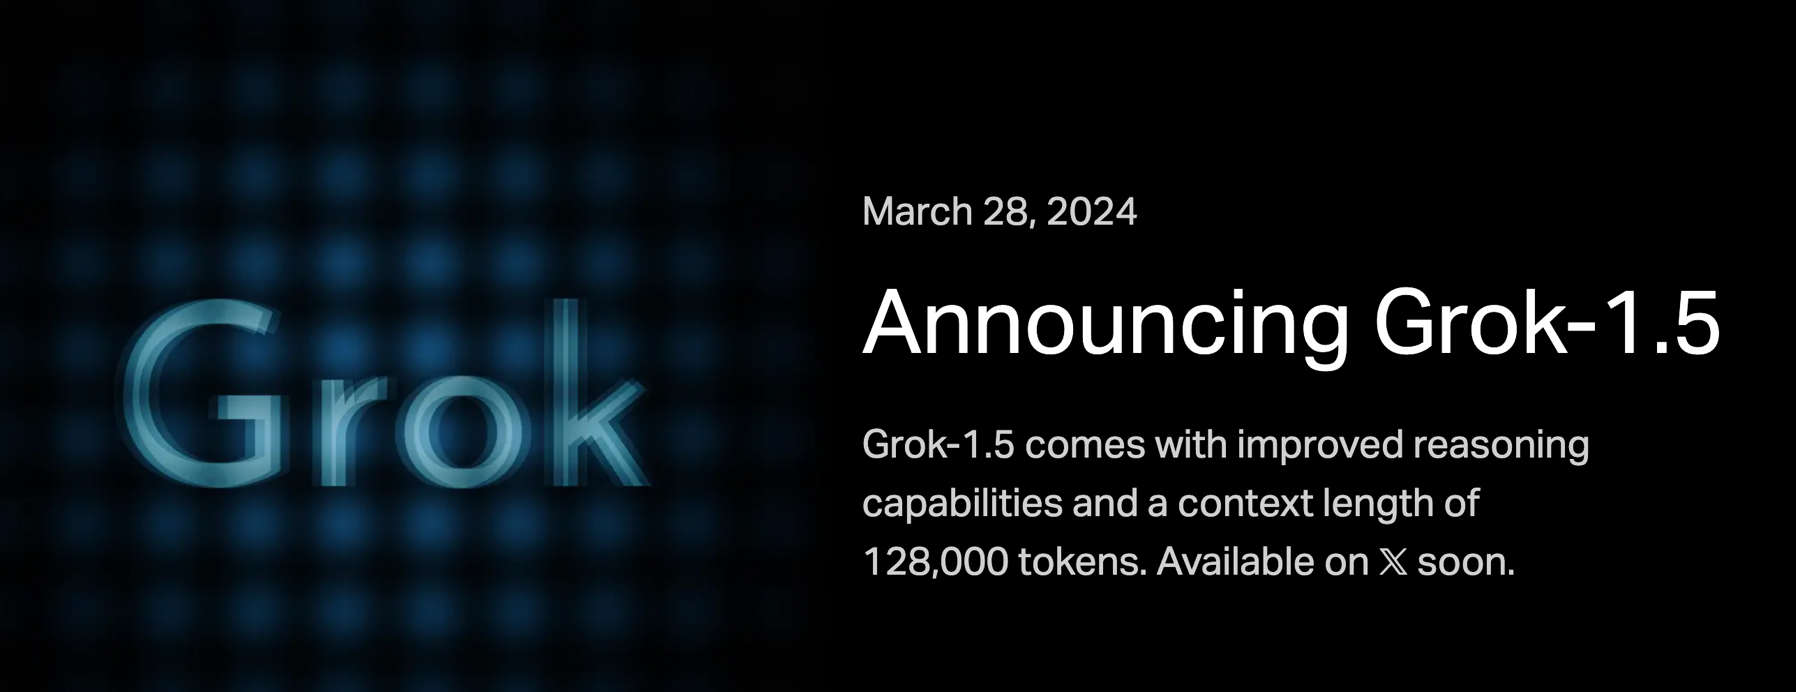 Grok
March 28, 2024
Announcing Grok-1.5
Grok-1.5 comes with improved reasoning
capabilities and a context length of
128,000 tokens. Available on 𝕏 soon.